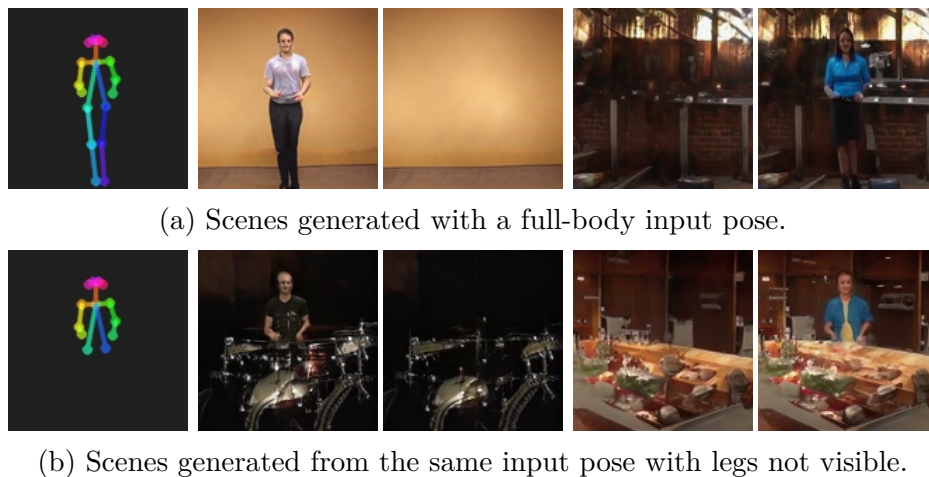 (a) Scenes generated with a full-body input pose.
(b) Scenes generated from the same input pose with legs not visible.